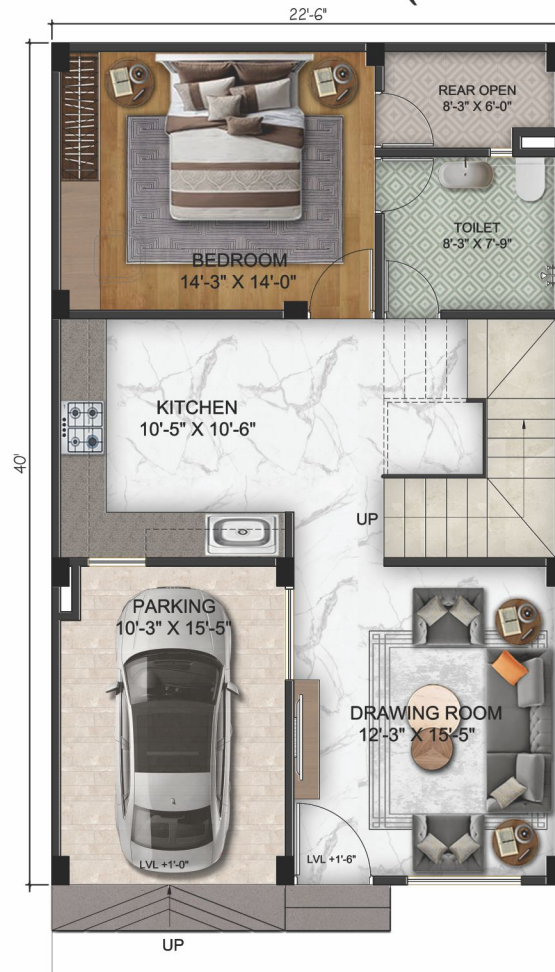 22'-6"
REAR OPEN
8'-3" X 6'-0"
TOILET
8'-3" X 7'-9"
BEDROOM
14'-3" X 14'-0"
KITCHEN
10'-5" X 10'-6"
40'
UP
PARKING
10'-3" X 15'-5"
DRAWING ROOM
12'-3" X 15'-5"
LVL +1'-0"
LVL +1'-6"
UP